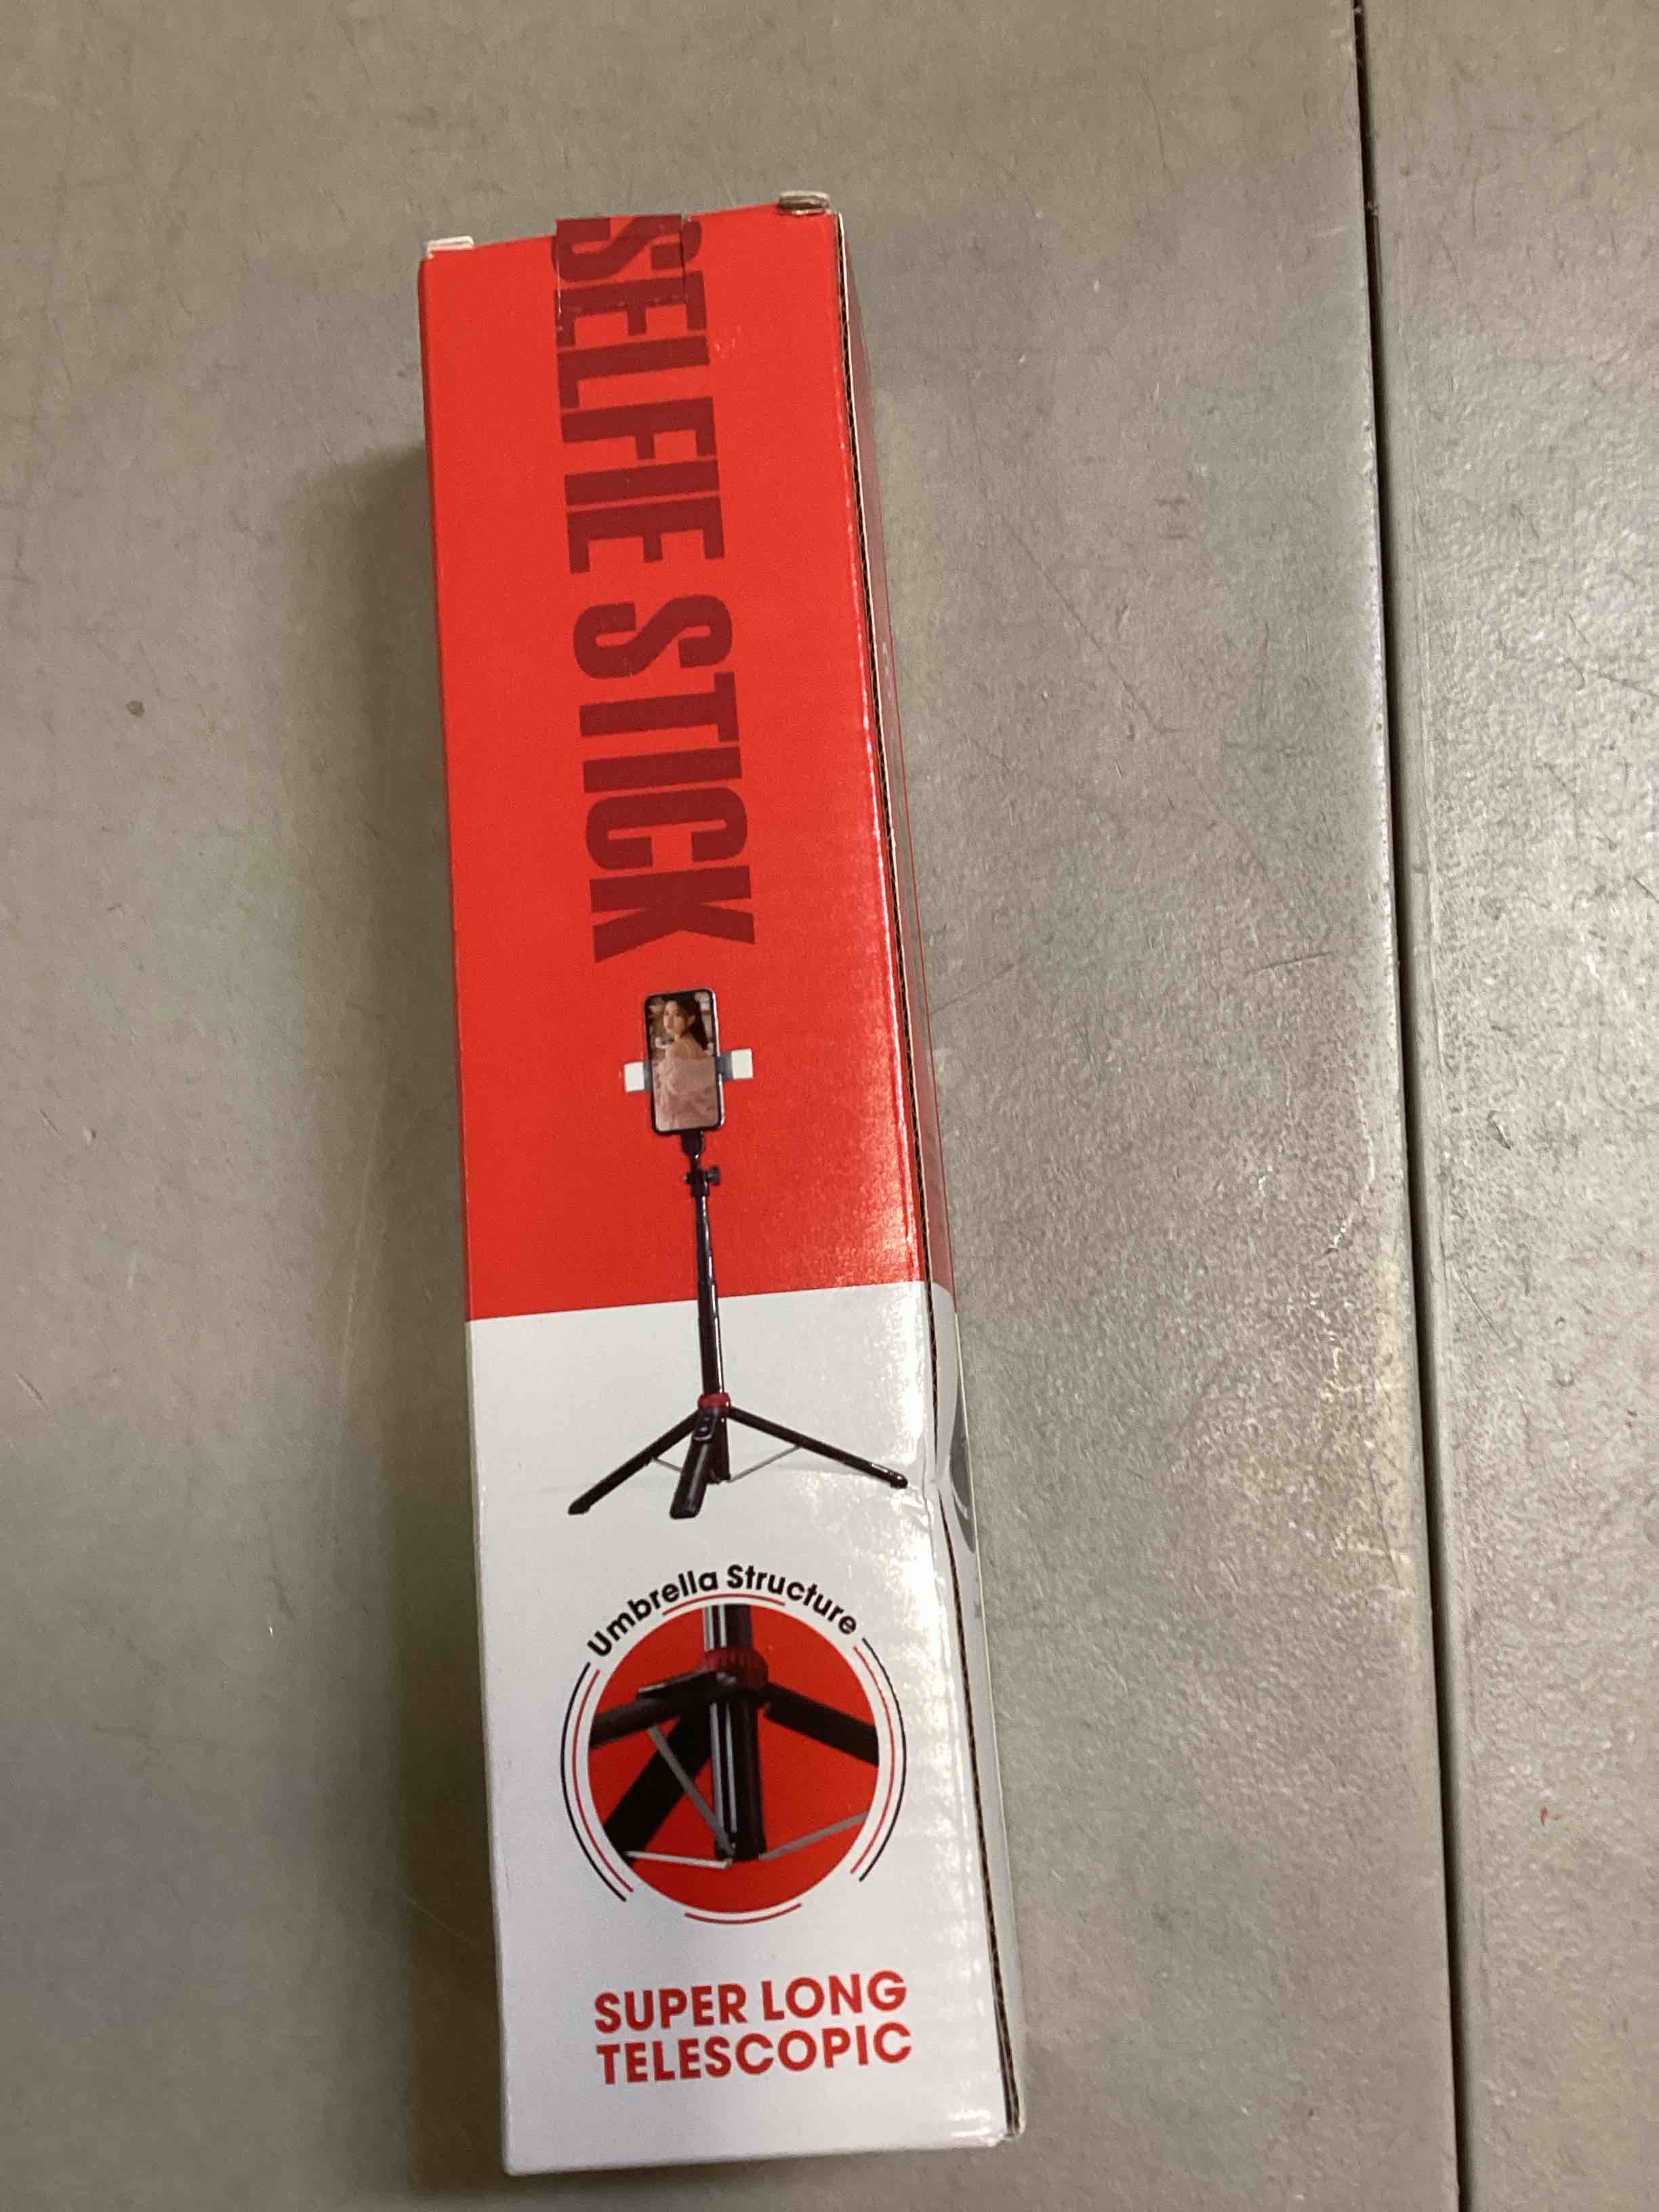 SELFIE STICK
Umbrella Structure
SUPER LONG
TELESCOPIC